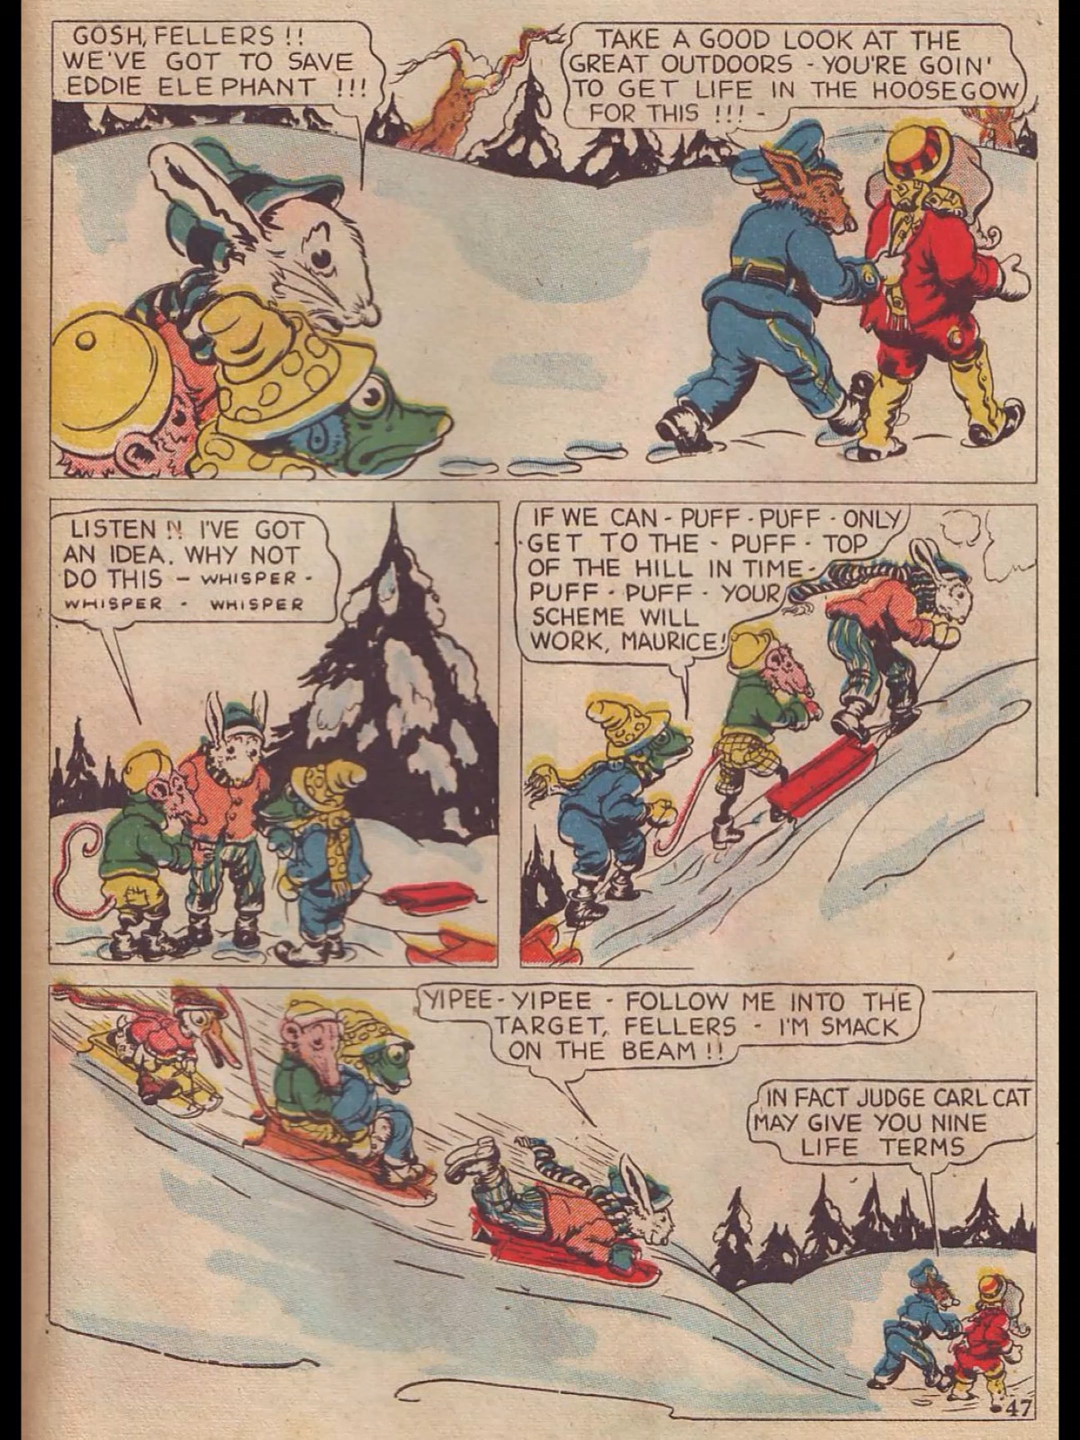 GOSH, FELLERS !!
WE'VE GOT TO SAVE
EDDIE ELEPHANT !!!
TAKE A GOOD LOOK AT THE
GREAT OUTDOORS - YOU'RE GOIN'
TO GET LIFE IN THE HOOSEGOW
FOR THIS !!! -
LISTEN !! I'VE GOT
AN IDEA. WHY NOT
DO THIS - WHISPER -
WHISPER - WHISPER
IF WE CAN - PUFF - PUFF - ONLY
GET TO THE - PUFF - TOP
OF THE HILL IN TIME -
PUFF - PUFF - YOUR
SCHEME WILL
WORK, MAURICE!
YIPEE - YIPEE - FOLLOW ME INTO THE
TARGET, FELLERS - I'M SMACK
ON THE BEAM !!
IN FACT JUDGE CARL CAT
MAY GIVE YOU NINE
LIFE TERMS
47